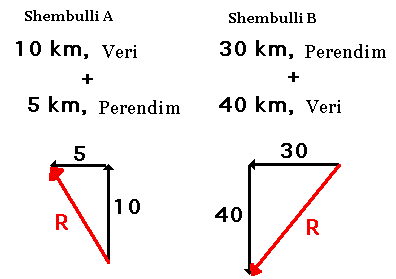 Shembulli A
10 km, Veri
+
5 km, Perendim
5
10
R
Shembulli B
30 km, Perendim
+
40 km, Veri
30
40
R